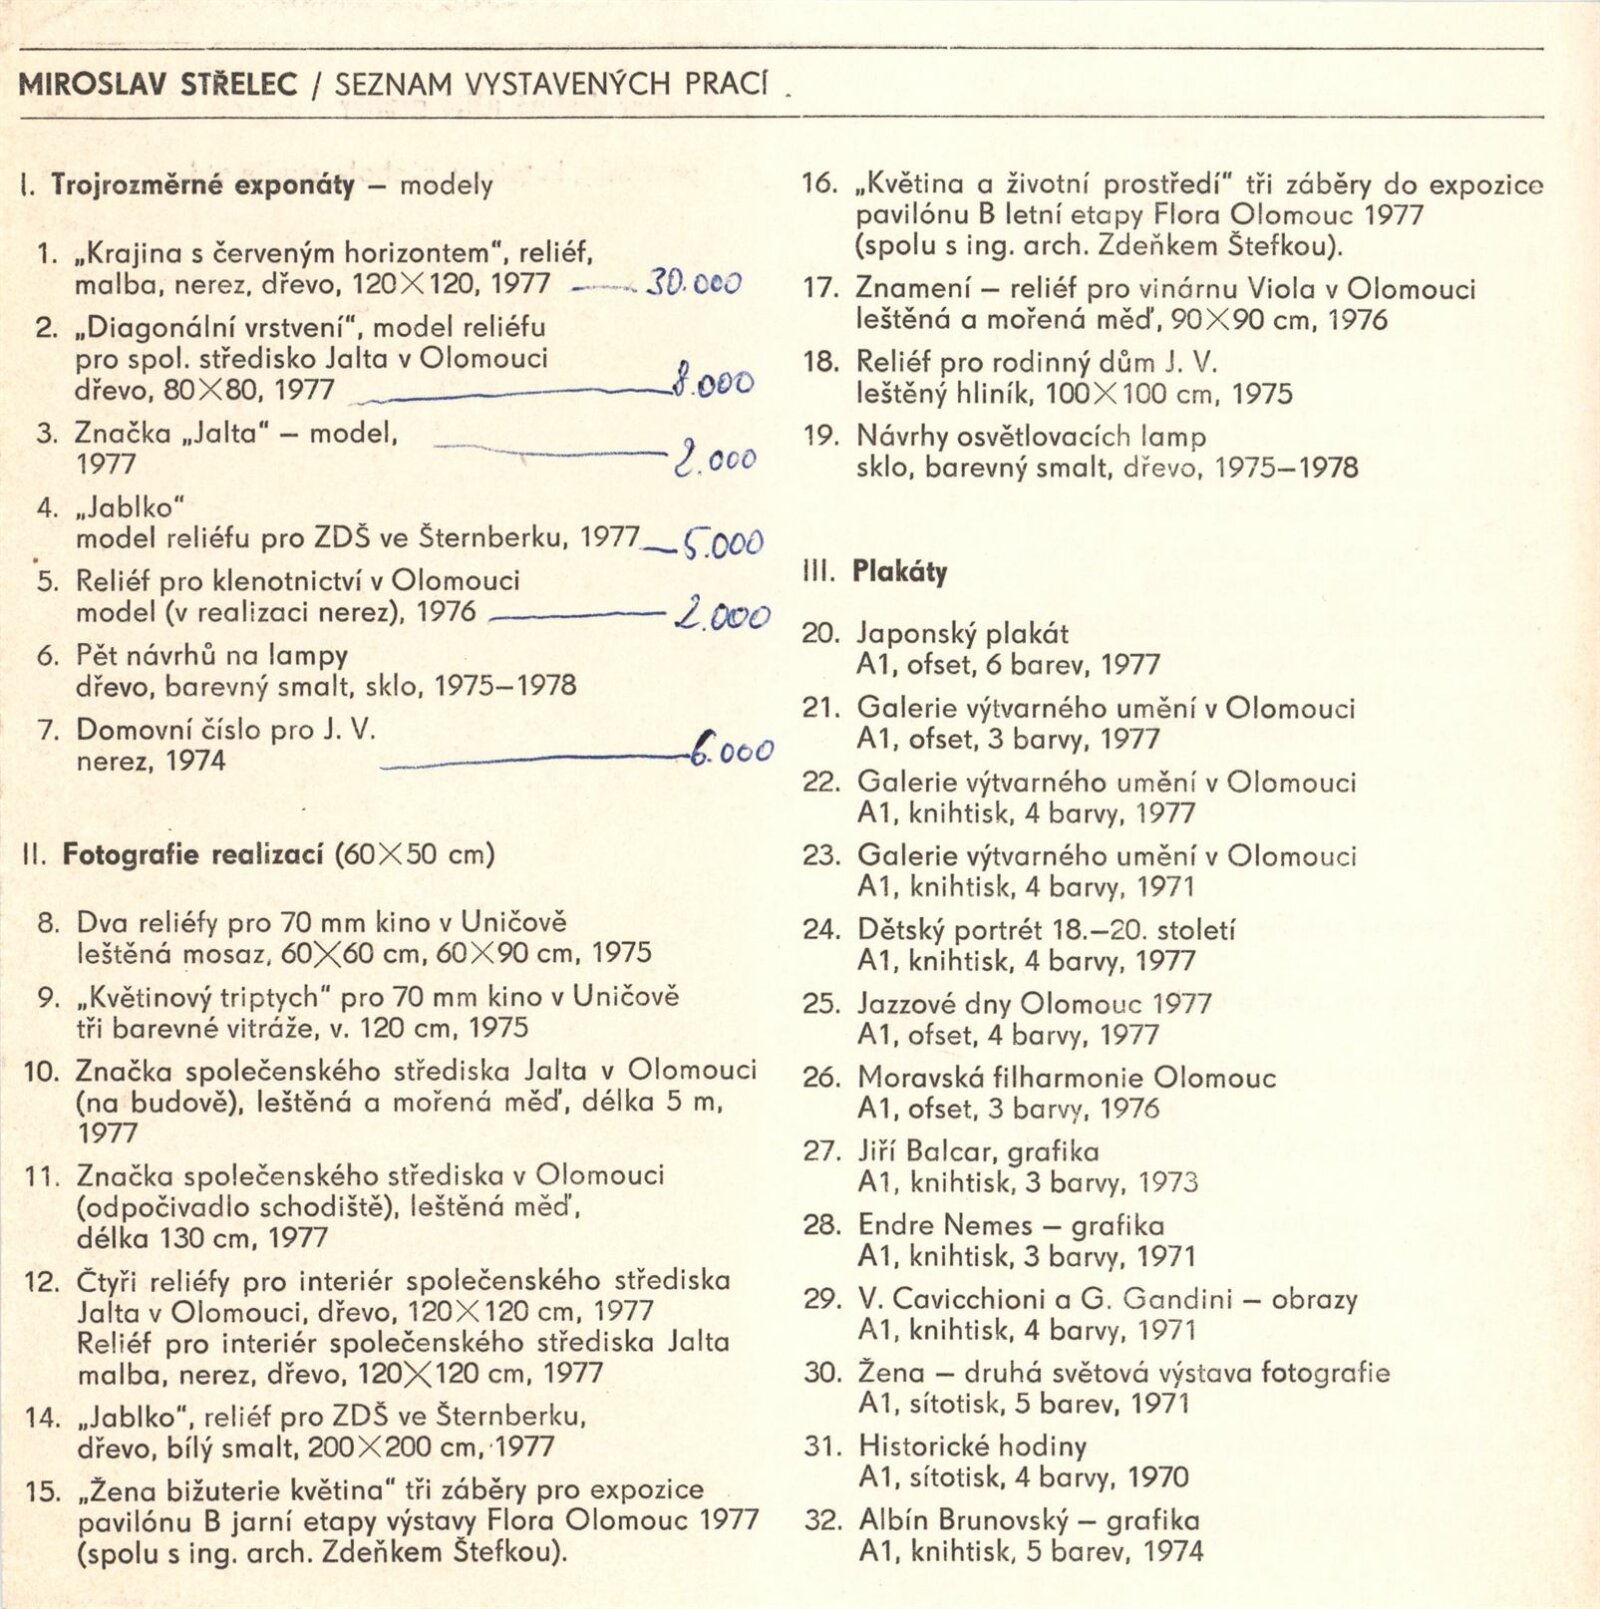 MIROSLAV STŘELEC / SEZNAM VYSTAVENÝCH PRACÍ
I. Trojrozměrné exponáty – modely
1. „Krajina s červeným horizontem“, reliéf,
malba, nerez, dřevo, 120×120, 1977 — 30.000
2. „Diagonální vrstvení“, model reliéfu
pro spol. středisko Jalta v Olomouci
dřevo, 80×80, 1977 — 8.000
3. Značka „Jalta“ – model,
1977 — 2.000
4. „Jablko“
model reliéfu pro ZDŠ ve Šternberku, 1977 — 5.000
5. Reliéf pro klenotnictví v Olomouci
model (v realizaci nerez), 1976 — 2.000
6. Pět návrhů na lampy
dřevo, barevný smalt, sklo, 1975–1978
7. Domovní číslo pro J. V.
nerez, 1974 — 6.000
II. Fotografie realizací (60×50 cm)
8. Dva reliéfy pro 70 mm kino v Uničově
leštěná mosaz, 60×60 cm, 60×90 cm, 1975
9. „Květinový triptych“ pro 70 mm kino v Uničově
tři barevné vitráže, v. 120 cm, 1975
10. Značka společenského střediska Jalta v Olomouci
(na budově), leštěná a mořená měď, délka 5 m,
1977
11. Značka společenského střediska v Olomouci
(odpočivadlo schodiště), leštěná měď,
délka 130 cm, 1977
12. Čtyři reliéfy pro interiér společenského střediska
Jalta v Olomouci, dřevo, 120×120 cm, 1977
Reliéf pro interiér společenského střediska Jalta
malba, nerez, dřevo, 120×120 cm, 1977
14. „Jablko“, reliéf pro ZDŠ ve Šternberku,
dřevo, bílý smalt, 200×200 cm, 1977
15. „Žena bižuterie květina“ tři záběry pro expozice
pavilónu B jarní etapy výstavy Flora Olomouc 1977
(spolu s ing. arch. Zdeňkem Štefkou).
16. „Květina a životní prostředí“ tři záběry do expozice
pavilónu B letní etapy Flora Olomouc 1977
(spolu s ing. arch. Zdeňkem Štefkou).
17. Znamení – reliéf pro vinárnu Viola v Olomouci
leštěná a mořená měď, 90×90 cm, 1976
18. Reliéf pro rodinný dům J. V.
leštěný hliník, 100×100 cm, 1975
19. Návrhy osvětlovacích lamp
sklo, barevný smalt, dřevo, 1975–1978
III. Plakáty
20. Japonský plakát
A1, ofset, 6 barev, 1977
21. Galerie výtvarného umění v Olomouci
A1, ofset, 3 barvy, 1977
22. Galerie výtvarného umění v Olomouci
A1, knihtisk, 4 barvy, 1977
23. Galerie výtvarného umění v Olomouci
A1, knihtisk, 4 barvy, 1971
24. Dětský portrét 18.–20. století
A1, knihtisk, 4 barvy, 1977
25. Jazzové dny Olomouc 1977
A1, ofset, 4 barvy, 1977
26. Moravská filharmonie Olomouc
A1, ofset, 3 barvy, 1976
27. Jiří Balcar, grafika
A1, knihtisk, 3 barvy, 1973
28. Endre Nemes – grafika
A1, knihtisk, 3 barvy, 1971
29. V. Cavicchioni a G. Gandini – obrazy
A1, knihtisk, 4 barvy, 1971
30. Žena – druhá světová výstava fotografie
A1, sítotisk, 5 barev, 1971
31. Historické hodiny
A1, sítotisk, 4 barvy, 1970
32. Albín Brunovský – grafika
A1, knihtisk, 5 barev, 1974